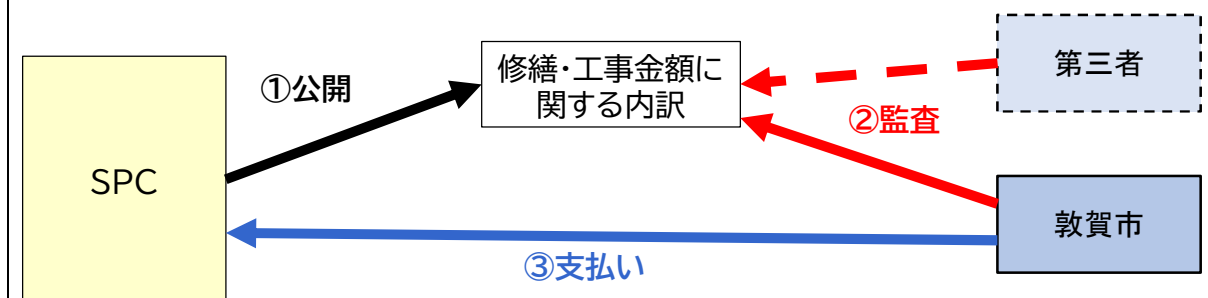 第三者
修繕・工事金額に
関する内訳
①公開
②監査
SPC
敦賀市
③支払い